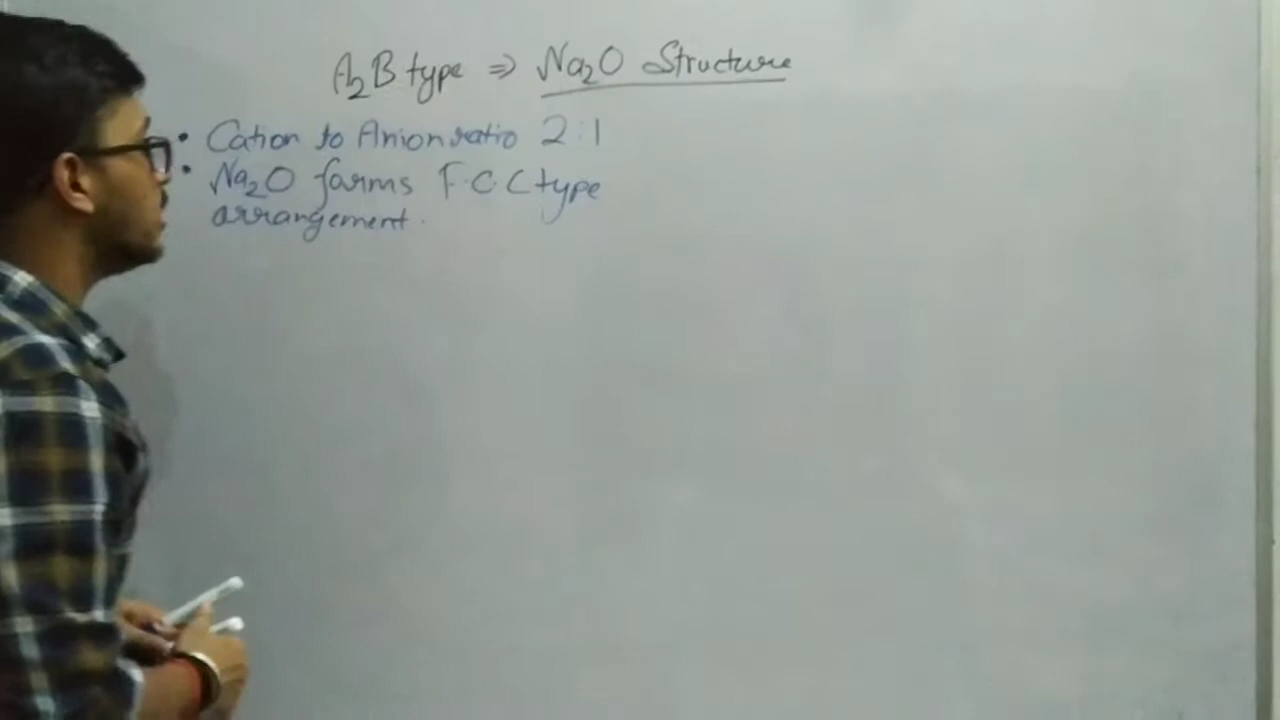 A₂B type ⇒ Na₂O Structure
• Cation to Anion ratio 2:1
• Na₂O forms F.C.C type
arrangement.